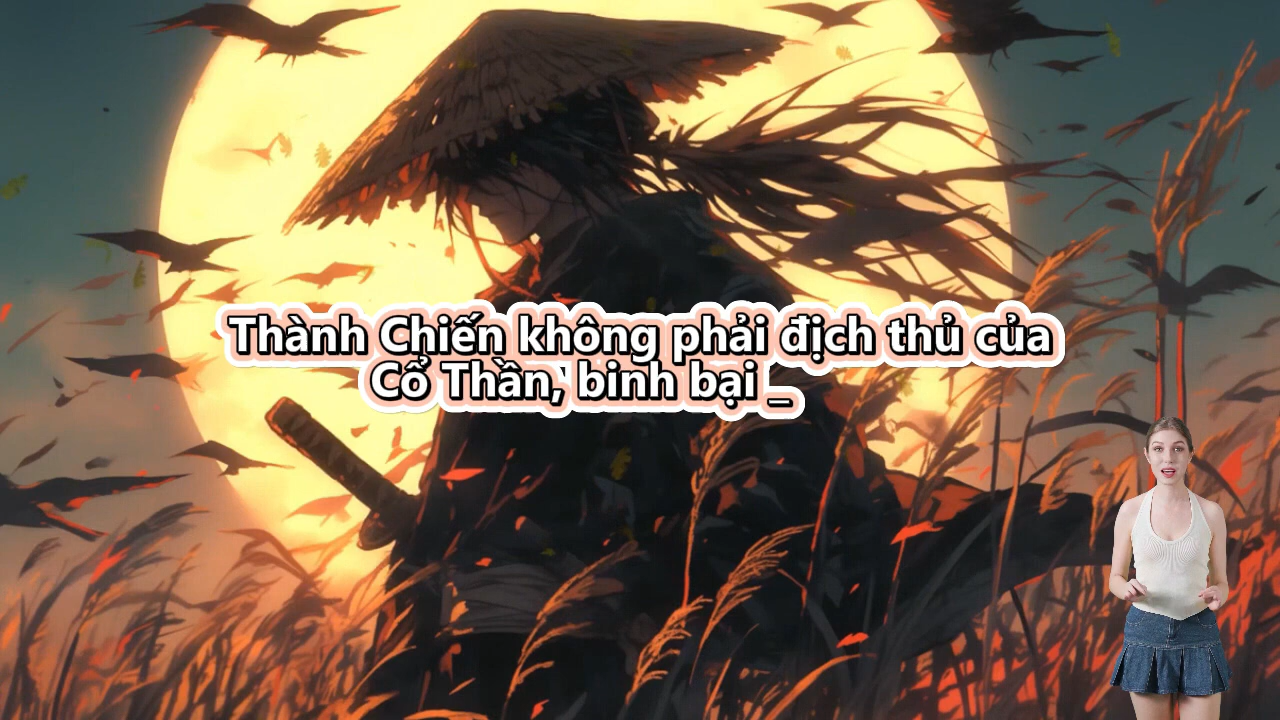 Thành Chiến không phải địch thủ của
Cổ Thần, binh bại _